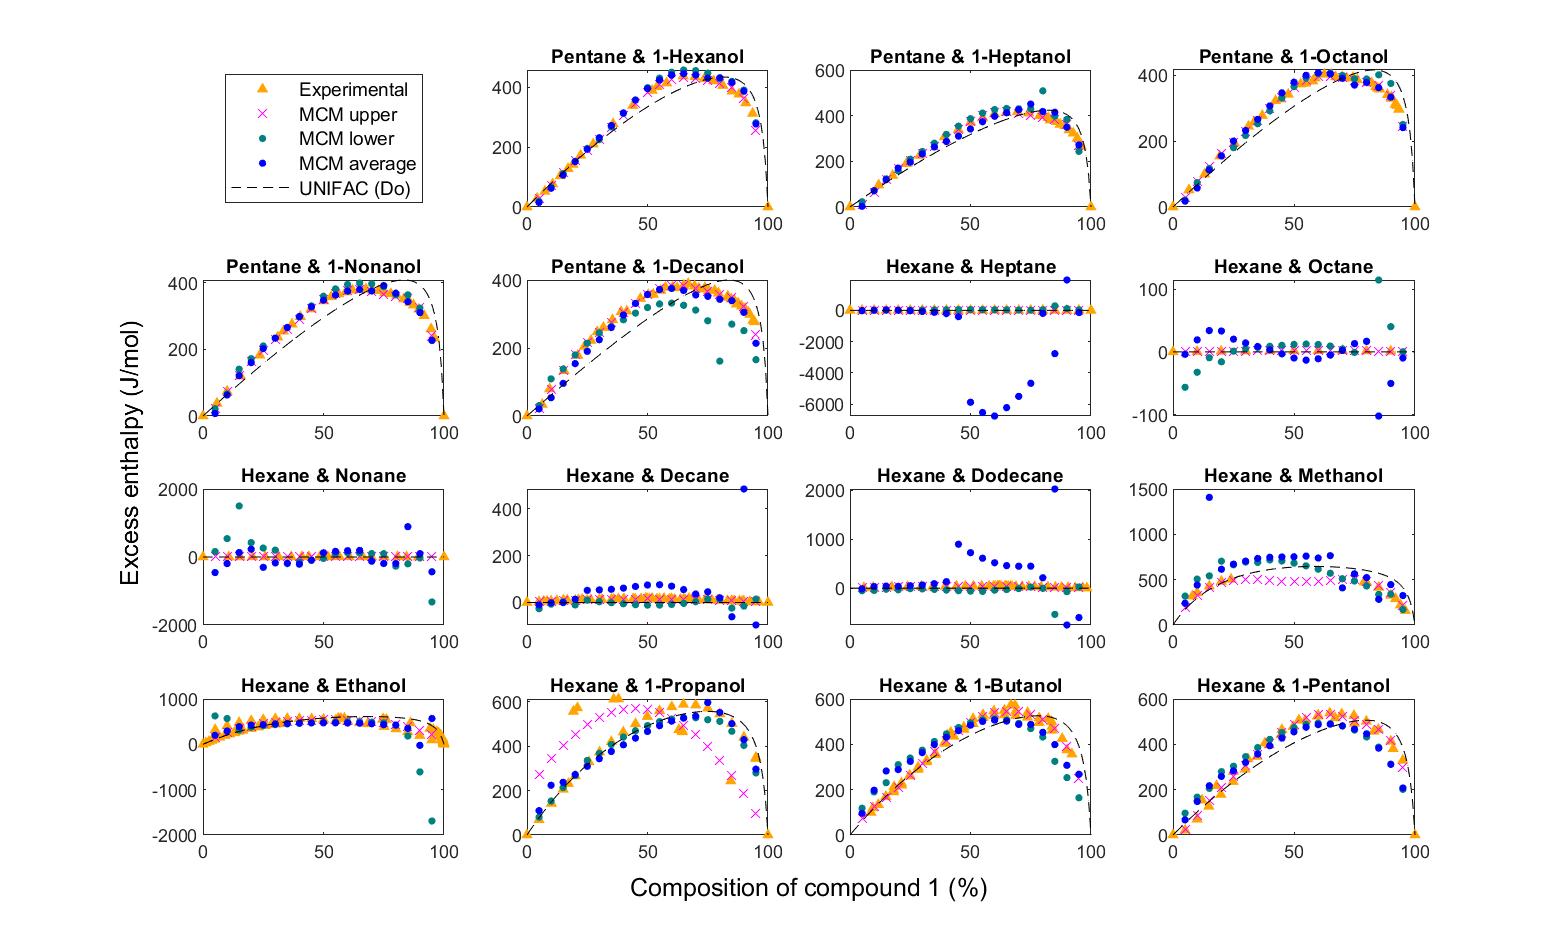 Experimental
MCM upper
MCM lower
MCM average
UNIFAC (Do)
Pentane & 1-Hexanol
400
200
0
0 50 100
Pentane & 1-Heptanol
600
400
200
0
0 50 100
Pentane & 1-Octanol
400
200
0
0 50 100
Pentane & 1-Nonanol
400
200
0
0 50 100
Pentane & 1-Decanol
400
200
0
0 50 100
Hexane & Heptane
0
-2000
-4000
-6000
0 50 100
Hexane & Octane
100
0
-100
0 50 100
Hexane & Nonane
2000
0
-2000
0 50 100
Hexane & Decane
400
200
0
0 50 100
Hexane & Dodecane
2000
1000
0
0 50 100
Hexane & Methanol
1500
1000
500
0
0 50 100
Hexane & Ethanol
1000
0
-1000
-2000
0 50 100
Hexane & 1-Propanol
600
400
200
0
0 50 100
Hexane & 1-Butanol
600
400
200
0
0 50 100
Hexane & 1-Pentanol
600
400
200
0
0 50 100
Excess enthalpy (J/mol)
Composition of compound 1 (%)